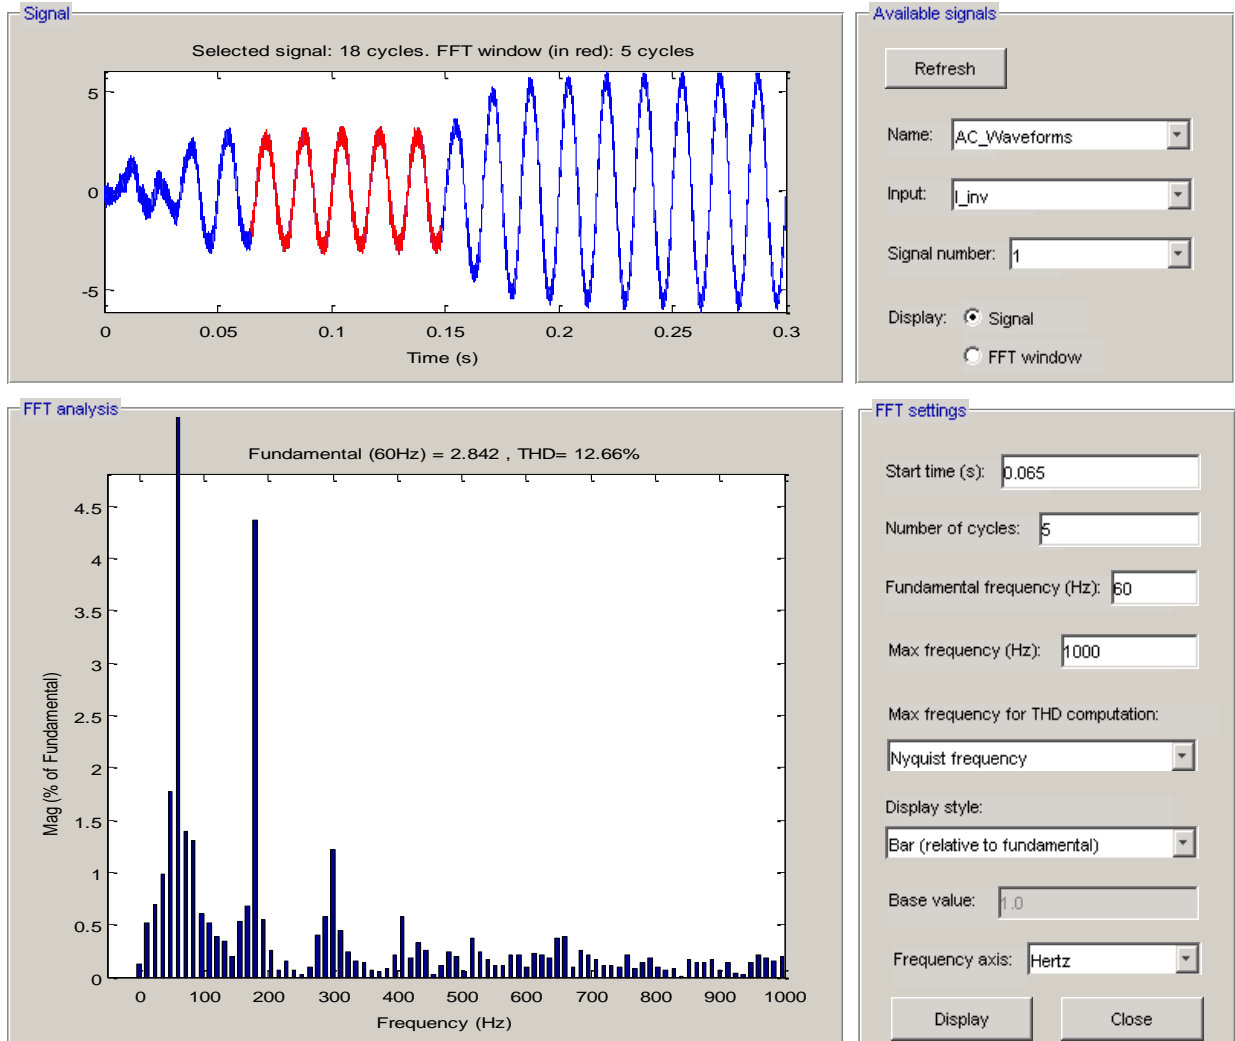 Signal
Selected signal: 18 cycles. FFT window (in red): 5 cycles
5
0
-5
0 0.05 0.1 0.15 0.2 0.25 0.3
Time (s)
Available signals
Refresh
Name: AC_Waveforms
Input: I_inv
Signal number: 1
Display: Signal
FFT window
FFT analysis
Fundamental (60Hz) = 2.842 , THD= 12.66%
Mag (% of Fundamental)
4.5
4
3.5
3
2.5
2
1.5
1
0.5
0
0 100 200 300 400 500 600 700 800 900 1000
Frequency (Hz)
FFT settings
Start time (s): 0.065
Number of cycles: 5
Fundamental frequency (Hz): 60
Max frequency (Hz): 1000
Max frequency for THD computation:
Nyquist frequency
Display style:
Bar (relative to fundamental)
Base value: 1.0
Frequency axis: Hertz
Display Close